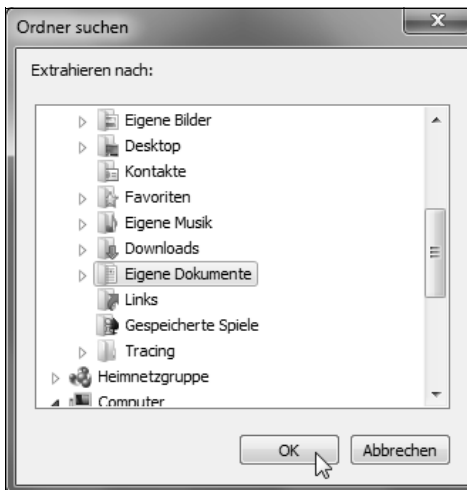 Ordner suchen
Extrahieren nach:
Eigene Bilder
Desktop
Kontakte
Favoriten
Eigene Musik
Downloads
Eigene Dokumente
Links
Gespeicherte Spiele
Tracing
Heimnetzgruppe
Computer
OK Abbrechen